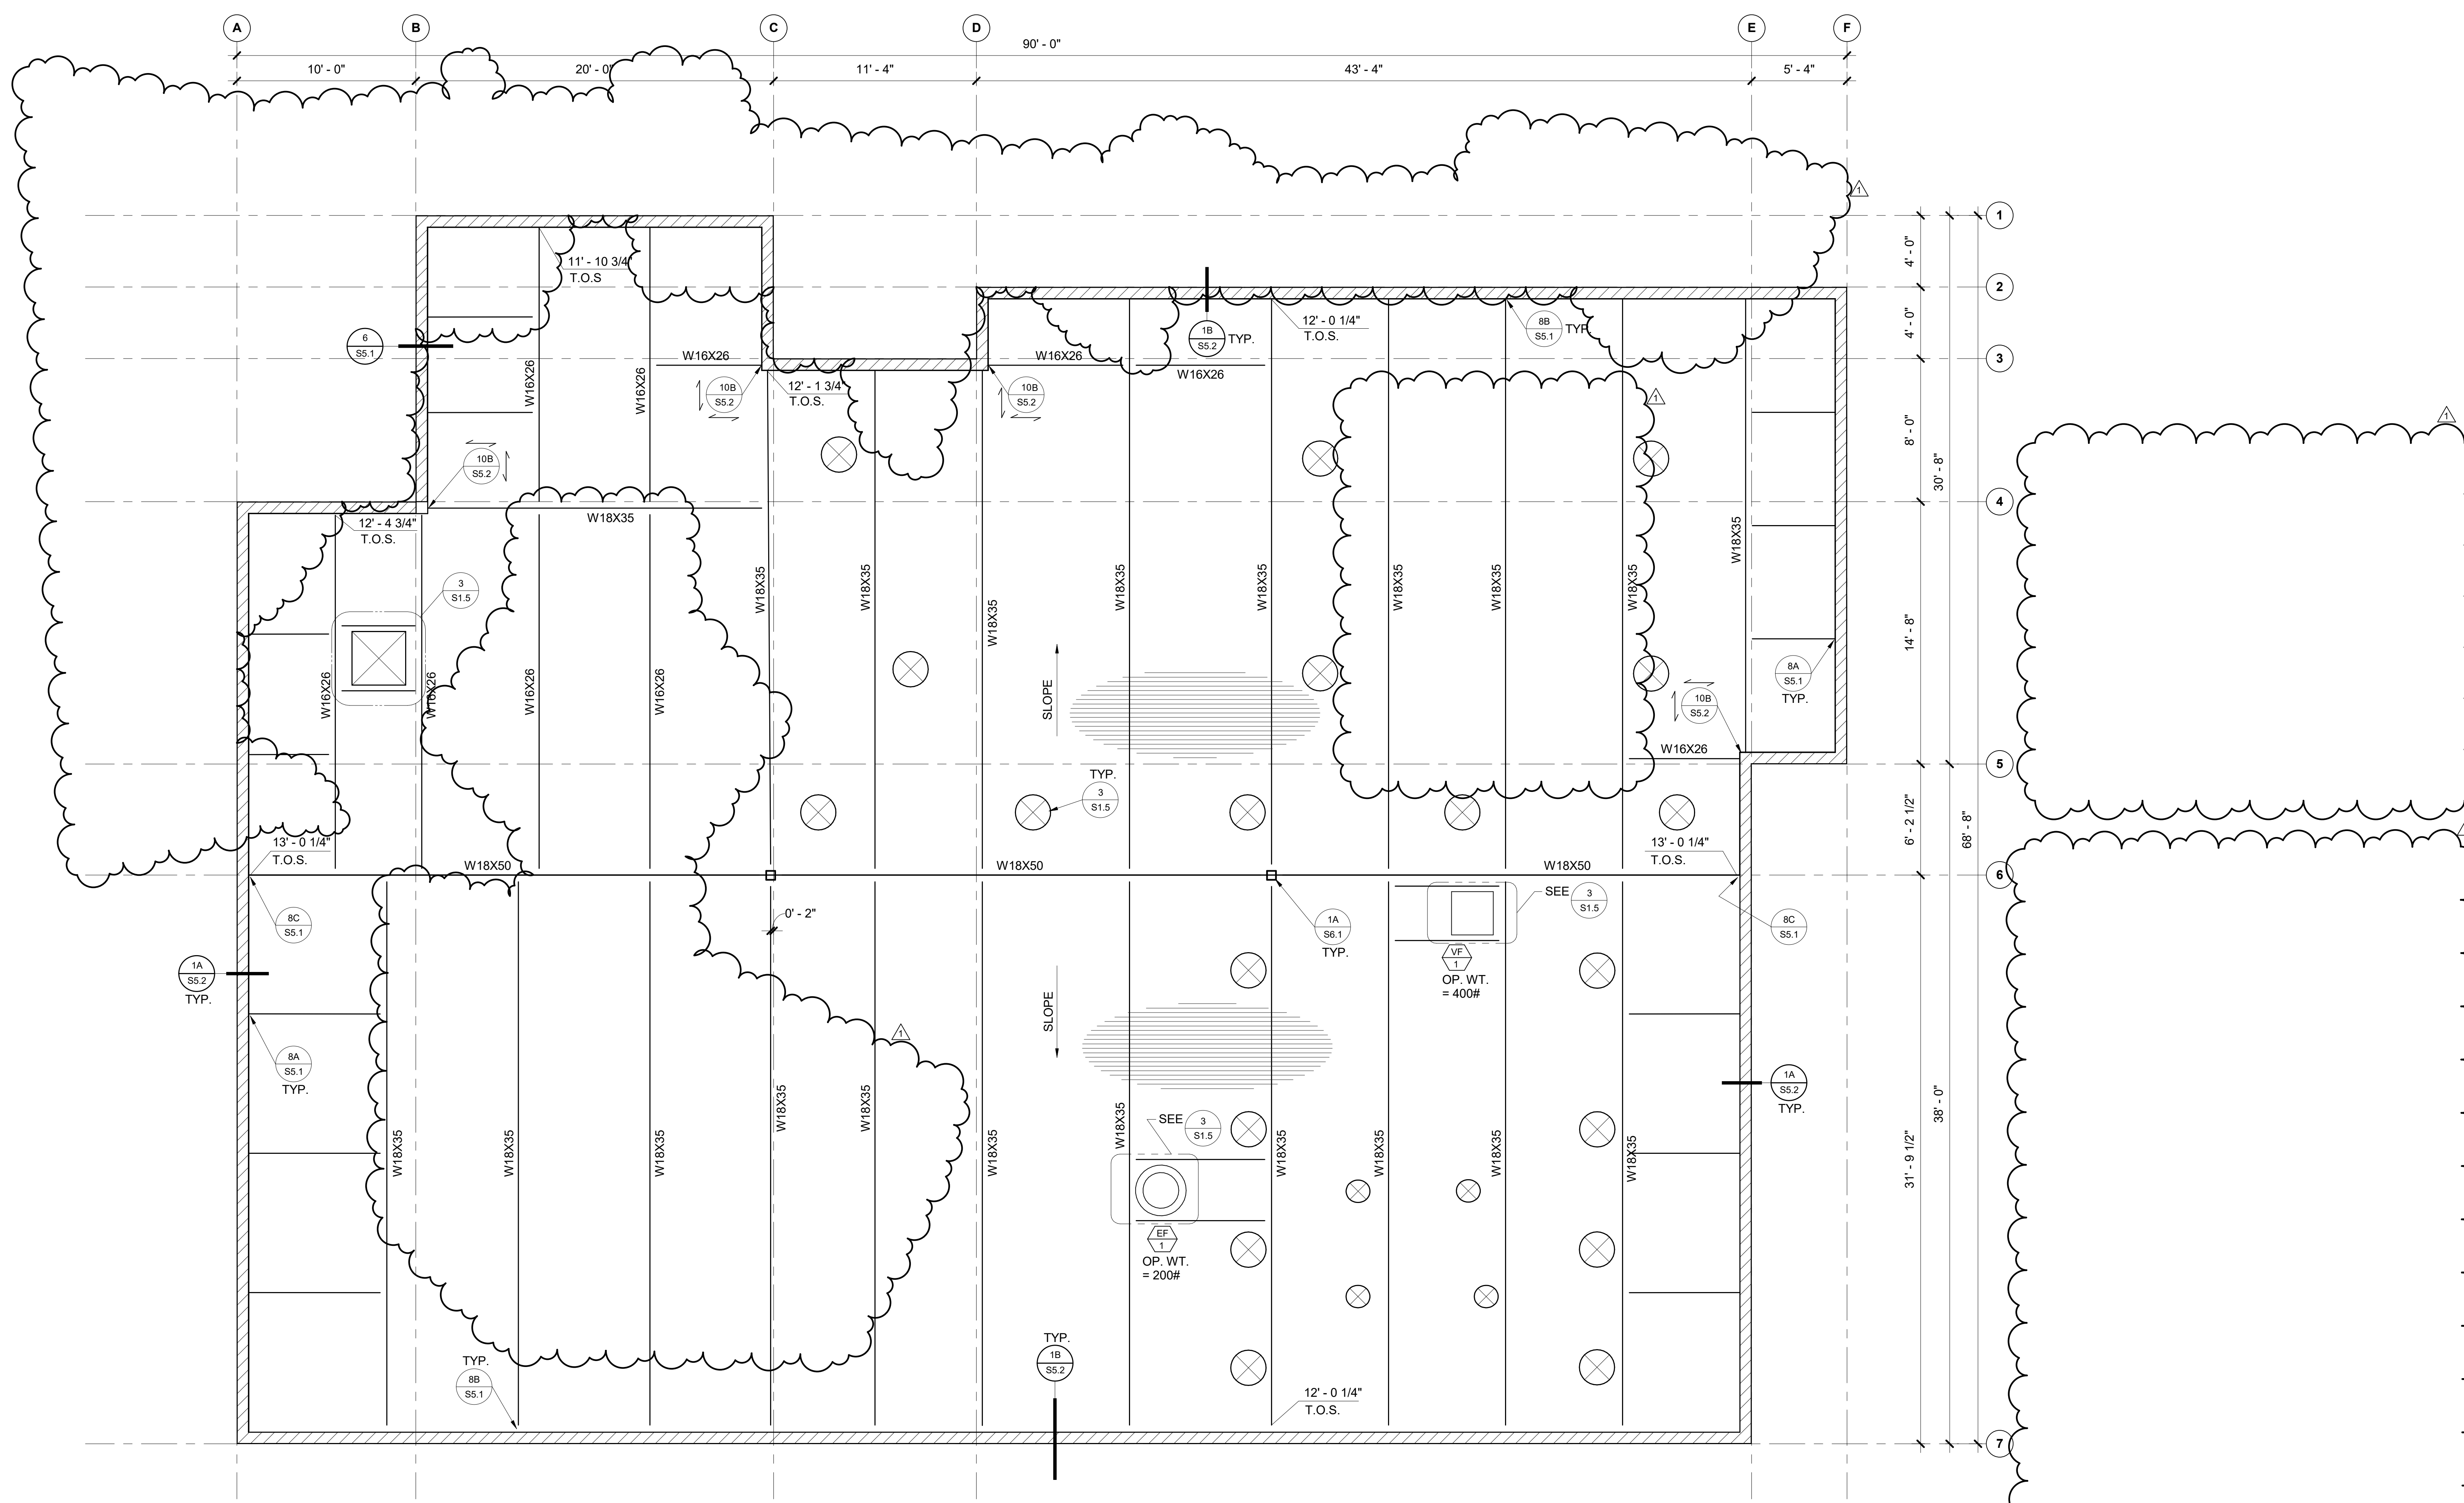 A
B
C
D
E
F
90' - 0"
10' - 0"
20' - 0"
11' - 4"
43' - 4"
5' - 4"
1
1
2
3
4
5
6
7
4' - 0"
4' - 0"
8' - 0"
14' - 8"
6' - 2 1/2"
31' - 9 1/2"
30' - 8"
38' - 0"
68' - 8"
11' - 10 3/4"
T.O.S
6
S5.1
W16X26
W16X26
W16X26
10B
S5.2
12' - 1 3/4"
T.O.S.
W16X26
10B
S5.2
W16X26
1B
S5.2
TYP.
12' - 0 1/4"
T.O.S.
8B
S5.1
TYP.
1
1
10B
S5.2
12' - 4 3/4"
T.O.S.
W18X35
3
S1.5
W16X26
W16X26
W16X26
W16X26
W18X35
W18X35
W18X35
W18X35
W18X35
W18X35
W18X35
W18X35
W18X35
SLOPE
8A
S5.1
TYP.
10B
S5.2
W16X26
TYP.
3
S1.5
13' - 0 1/4"
T.O.S.
W18X50
W18X50
W18X50
13' - 0 1/4"
T.O.S.
8C
S5.1
0' - 2"
1A
S6.1
TYP.
SEE
3
S1.5
VF
1
OP. WT.
= 400#
8C
S5.1
1A
S5.2
TYP.
8A
S5.1
TYP.
SLOPE
1
1A
S5.2
TYP.
W18X35
W18X35
W18X35
W18X35
W18X35
W18X35
W18X35
W18X35
W18X35
W18X35
W18X35
SEE
3
S1.5
EF
1
OP. WT.
= 200#
TYP.
8B
S5.1
TYP.
1B
S5.2
12' - 0 1/4"
T.O.S.